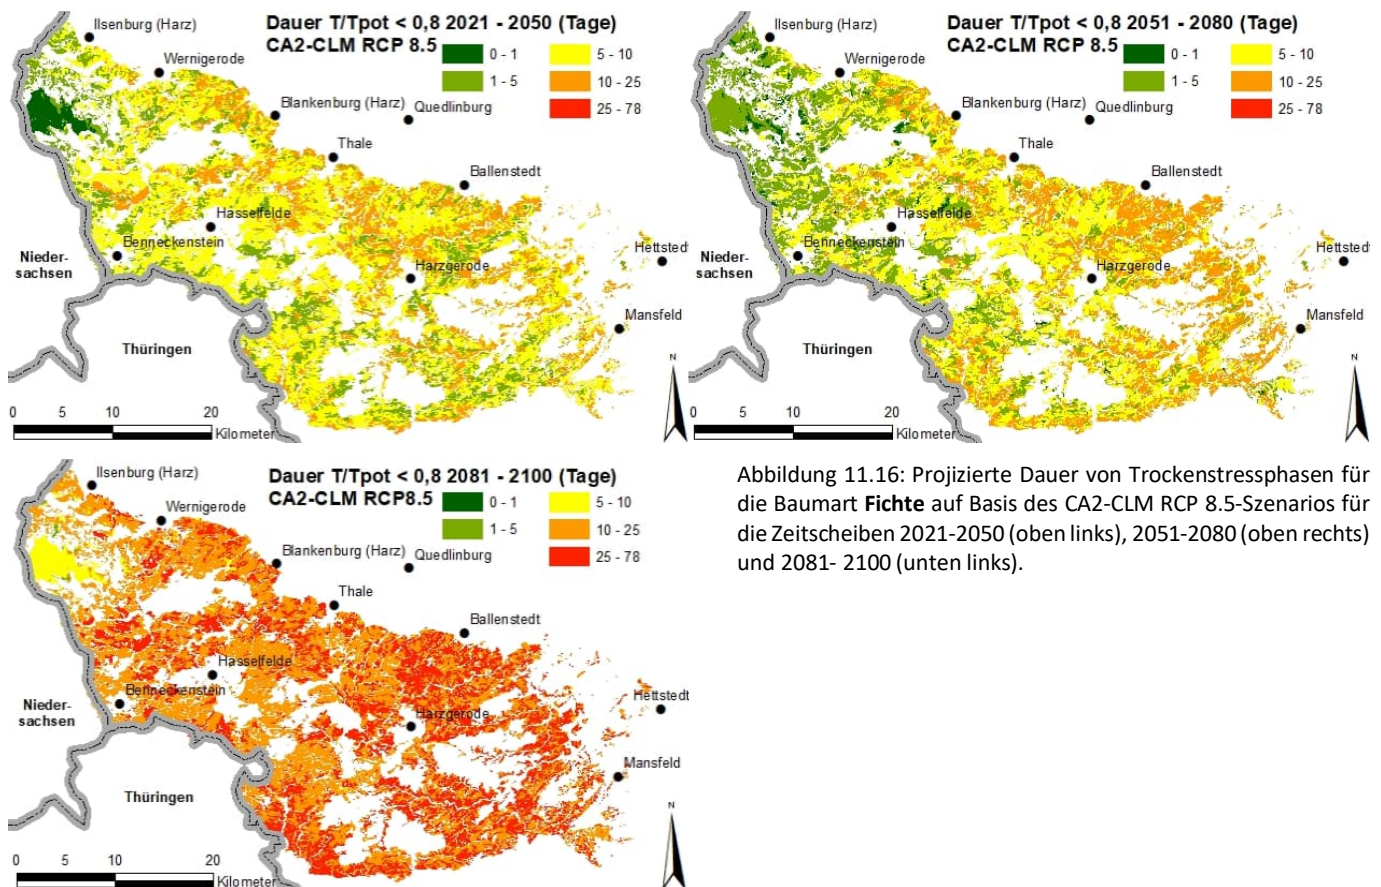 Dauer T/Tpot < 0,8 2021 - 2050 (Tage)
CA2-CLM RCP 8.5
0 - 1
1 - 5
5 - 10
10 - 25
25 - 78
Ilsenburg (Harz)
Wernigerode
Blankenburg (Harz)
Quedlinburg
Thale
Ballenstedt
Hasselfelde
Benneckenstein
Nieder-
sachsen
Harzgerode
Hettsted
Mansfeld
Thüringen
N
0 5 10 20
Kilometer
Dauer T/Tpot < 0,8 2051 - 2080 (Tage)
CA2-CLM RCP 8.5
0 - 1
1 - 5
5 - 10
10 - 25
25 - 78
Ilsenburg (Harz)
Wernigerode
Blankenburg (Harz)
Quedlinburg
Thale
Ballenstedt
Hasselfelde
Benneckenstein
Nieder-
sachsen
Harzgerode
Hettsted
Mansfeld
Thüringen
N
0 5 10 20
Kilometer
Dauer T/Tpot < 0,8 2081 - 2100 (Tage)
CA2-CLM RCP8.5
0 - 1
1 - 5
5 - 10
10 - 25
25 - 78
Ilsenburg (Harz)
Wernigerode
Blankenburg (Harz)
Quedlinburg
Thale
Ballenstedt
Hasselfelde
Benneckenstein
Nieder-
sachsen
Harzgerode
Hettstedt
Mansfeld
Thüringen
N
0 5 10 20
Kilometer
Abbildung 11.16: Projizierte Dauer von Trockenstressphasen für
die Baumart Fichte auf Basis des CA2-CLM RCP 8.5-Szenarios für
die Zeitscheiben 2021-2050 (oben links), 2051-2080 (oben rechts)
und 2081- 2100 (unten links).